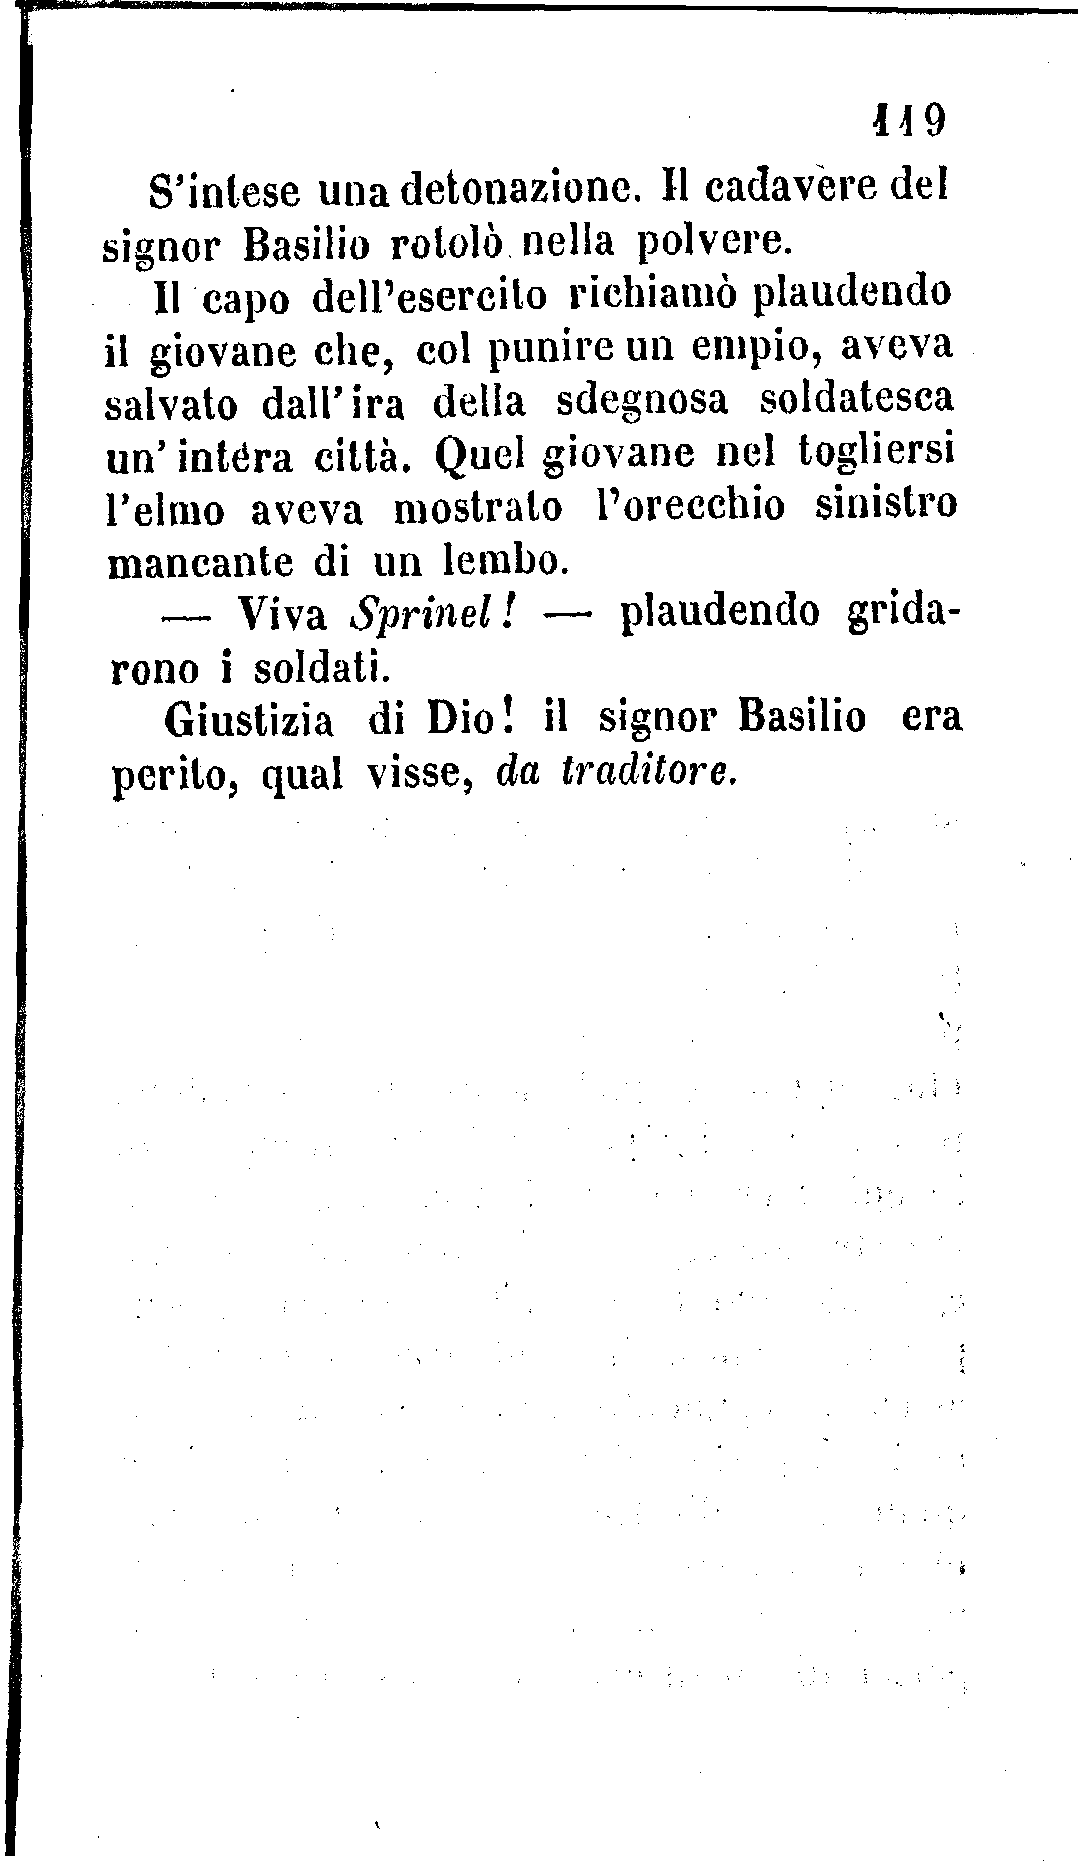 119
S'intese una detonazione. Il cadavère del
signor Basilio rotolò nella polvere.
Il capo dell'esercito richiamò plaudendo
il giovane che, col punire un empio, aveva
salvato dall'ira della sdegnosa soldatesca
un'intéra città. Quel giovane nel togliersi
l'elmo aveva mostrato l'orecchio sinistro
mancante di un lembo.
— Viva Sprinel! — plaudendo grida-
rono i soldati.
Giustizia di Dio! il signor Basilio era
perito, qual visse, da traditore.